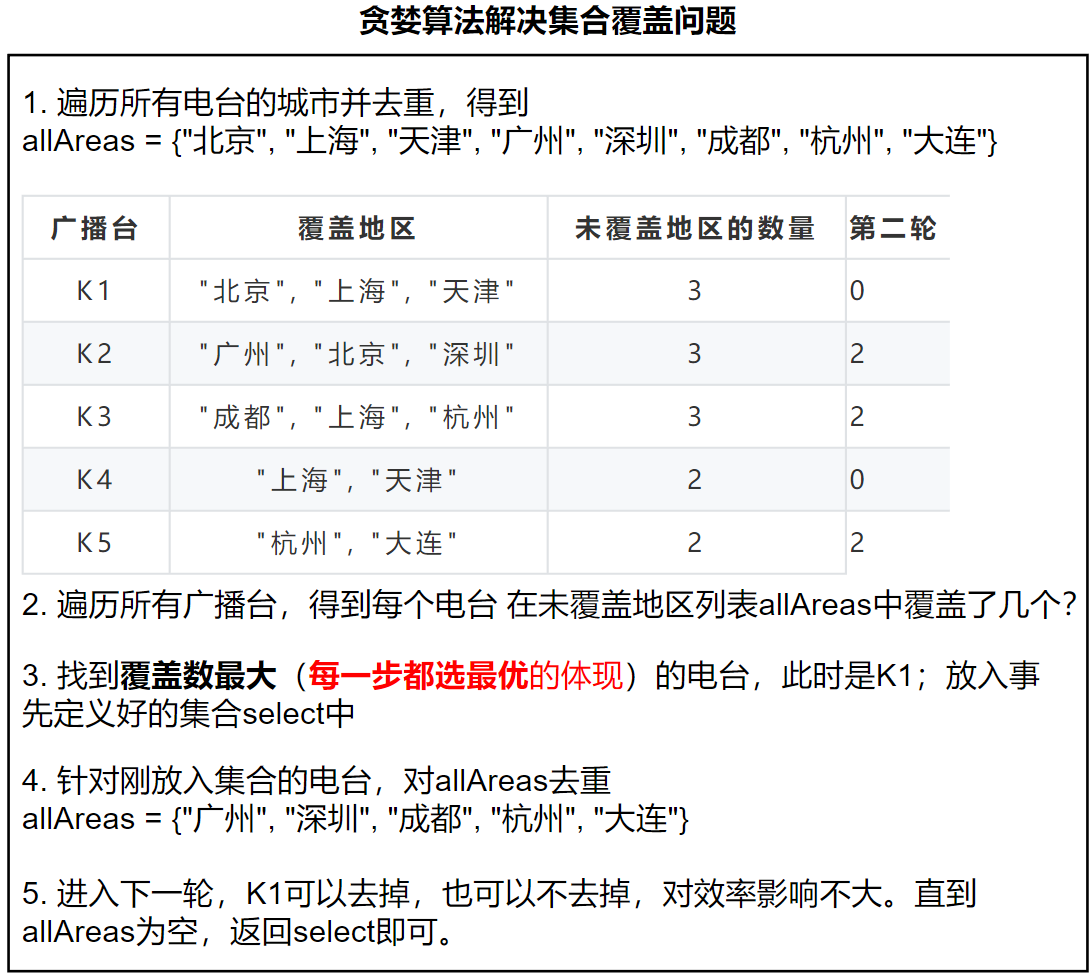 贪婪算法解决集合覆盖问题
1. 遍历所有电台的城市并去重，得到
allAreas = {"北京", "上海", "天津", "广州", "深圳", "成都", "杭州", "大连"}
广播台 覆盖地区 未覆盖地区的数量 第二轮
K1 "北京", "上海", "天津" 3 0
K2 "广州", "北京", "深圳" 3 2
K3 "成都", "上海", "杭州" 3 2
K4 "上海", "天津" 2 0
K5 "杭州", "大连" 2 2
2. 遍历所有广播台，得到每个电台 在未覆盖地区列表allAreas中覆盖了几个？
3. 找到覆盖数最大（每一步都选最优的体现）的电台，此时是K1；放入事
先定义好的集合select中
4. 针对刚放入集合的电台，对allAreas去重
allAreas = {"广州", "深圳", "成都", "杭州", "大连"}
5. 进入下一轮，K1可以去掉，也可以不去掉，对效率影响不大。直到
allAreas为空，返回select即可。